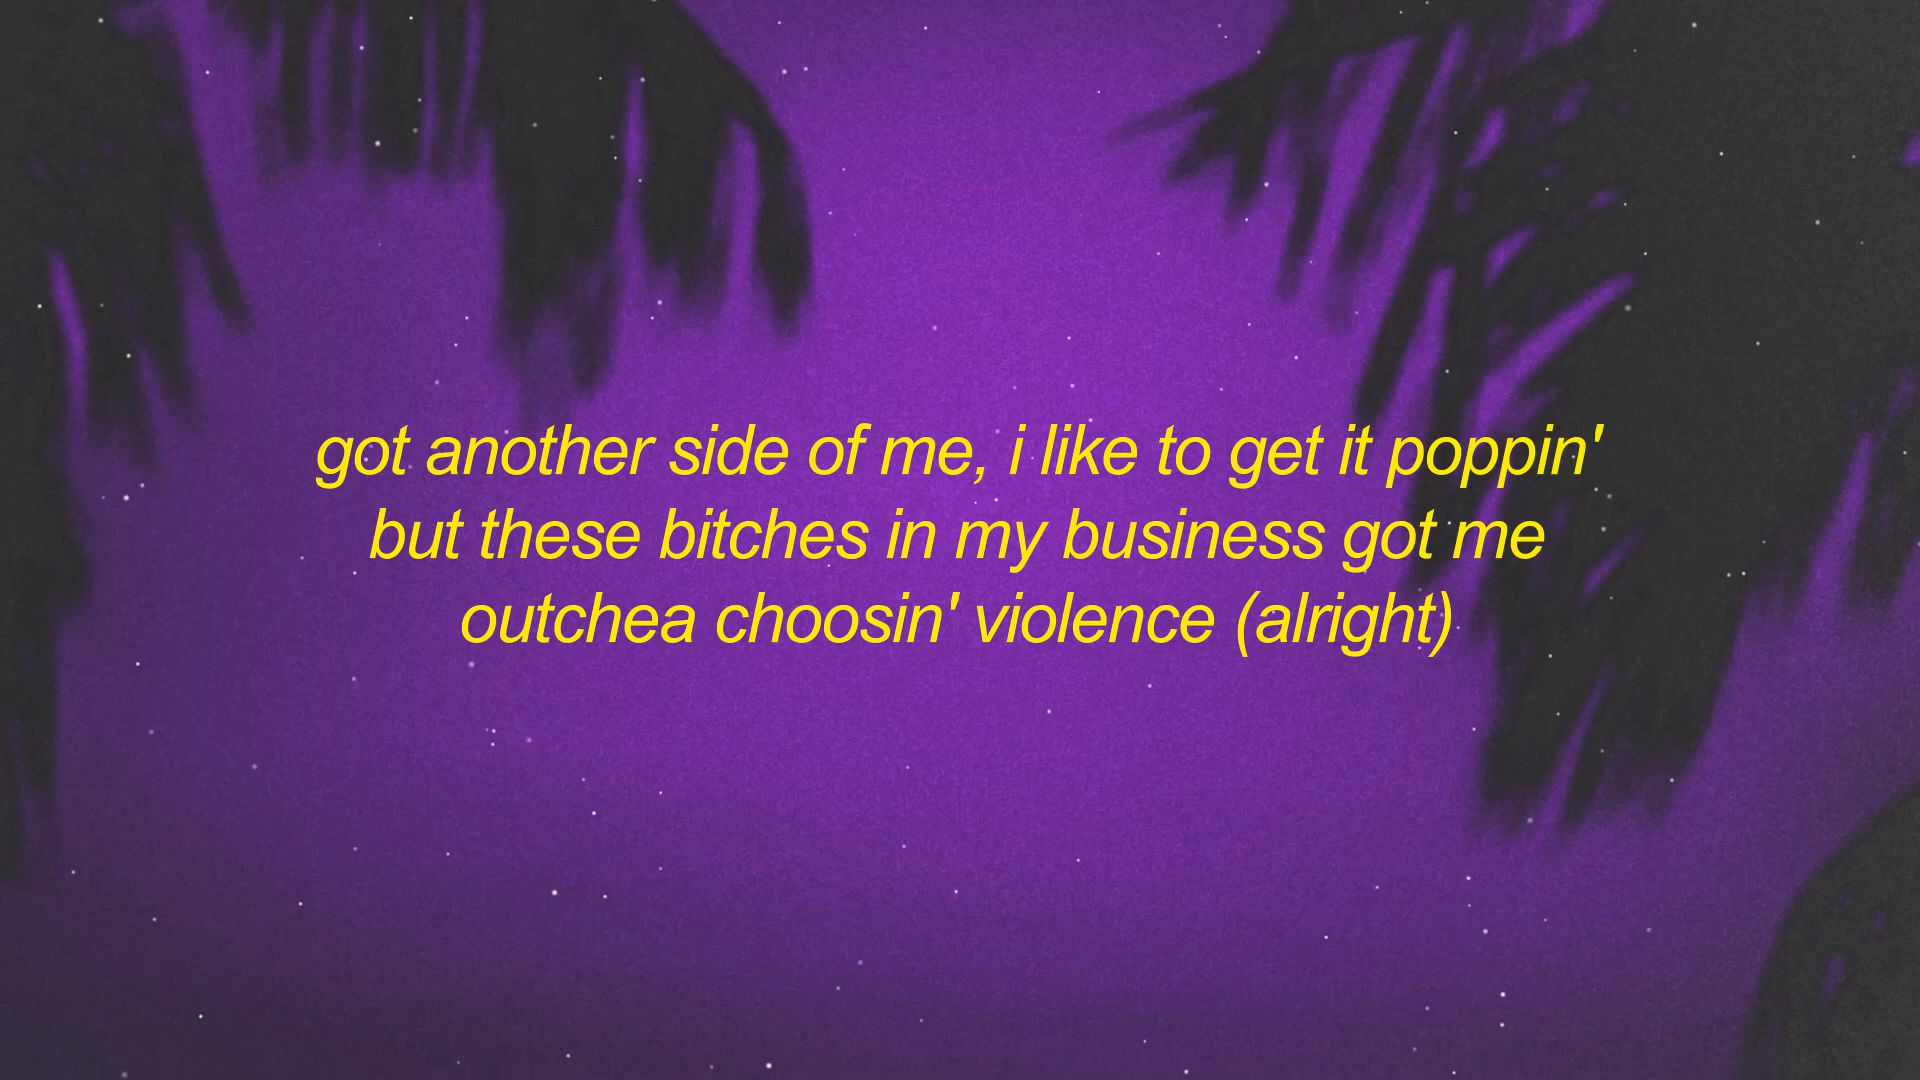 got another side of me, i like to get it poppin'
but these bitches in my business got me
outchea choosin' violence (alright)